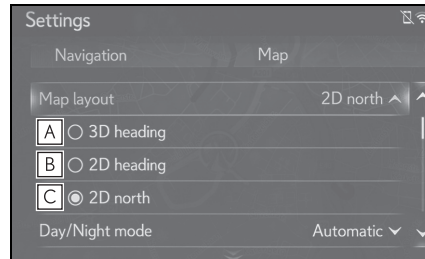 Settings
Navigation Map
Map layout 2D north
A 3D heading
B 2D heading
C 2D north
Day/Night mode Automatic